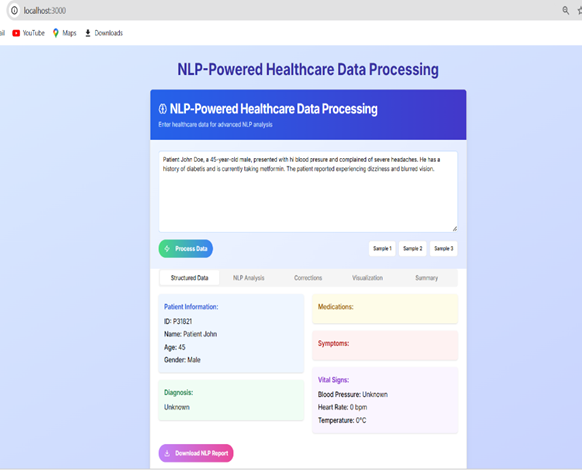 localhost:3000
YouTube Maps Downloads
NLP-Powered Healthcare Data Processing
NLP-Powered Healthcare Data Processing
Enter healthcare data for advanced NLP analysis
Patient John Doe, a 45-year-old male, presented with hi blood presure and complained of severe headaches. He has a
history of diabetis and is currently taking metformin. The patient reported experiencing dizziness and blurred vision.
Process Data
Sample 1 Sample 2 Sample 3
Structured Data NLP Analysis Corrections Visualization Summary
Patient Information:
ID: P31821
Name: Patient John
Age: 45
Gender: Male
Diagnosis:
Unknown
Medications:
Symptoms:
Vital Signs:
Blood Pressure: Unknown
Heart Rate: 0 bpm
Temperature: 0°C
Download NLP Report